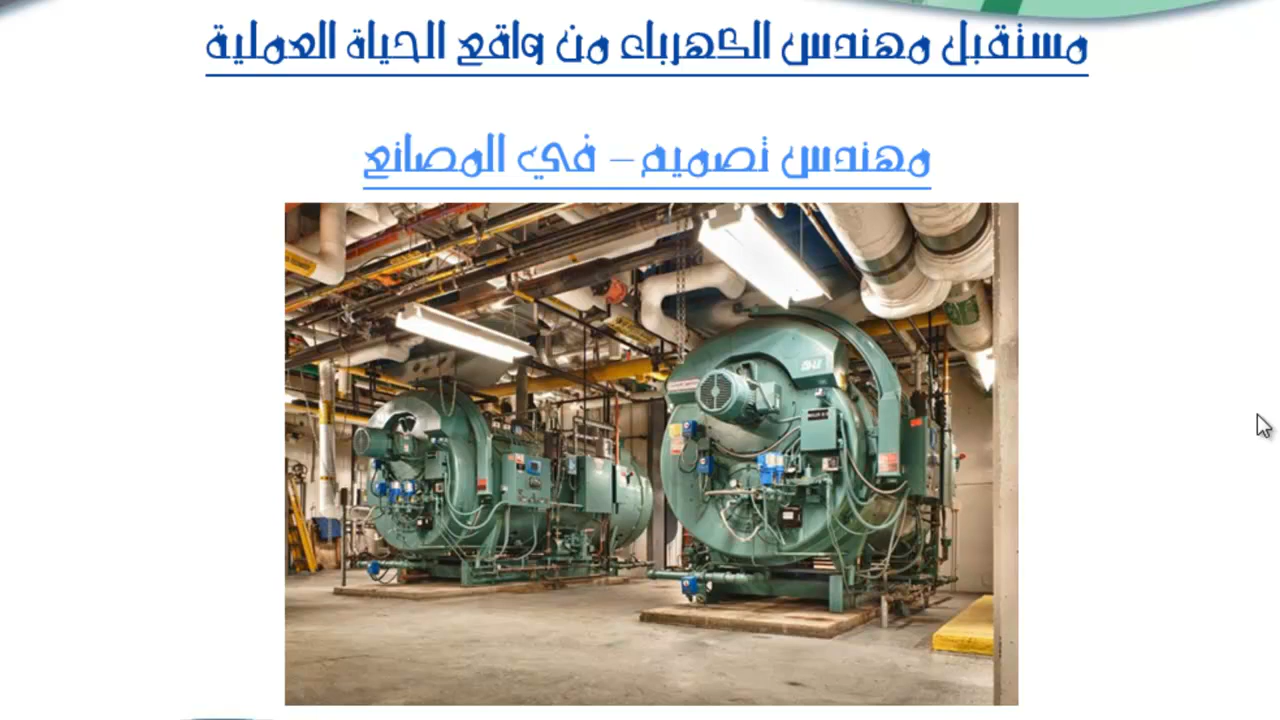 مستقبل مهندس الكهرباء من واقع الحياة العملية
مهندس تصميم – في المصانع